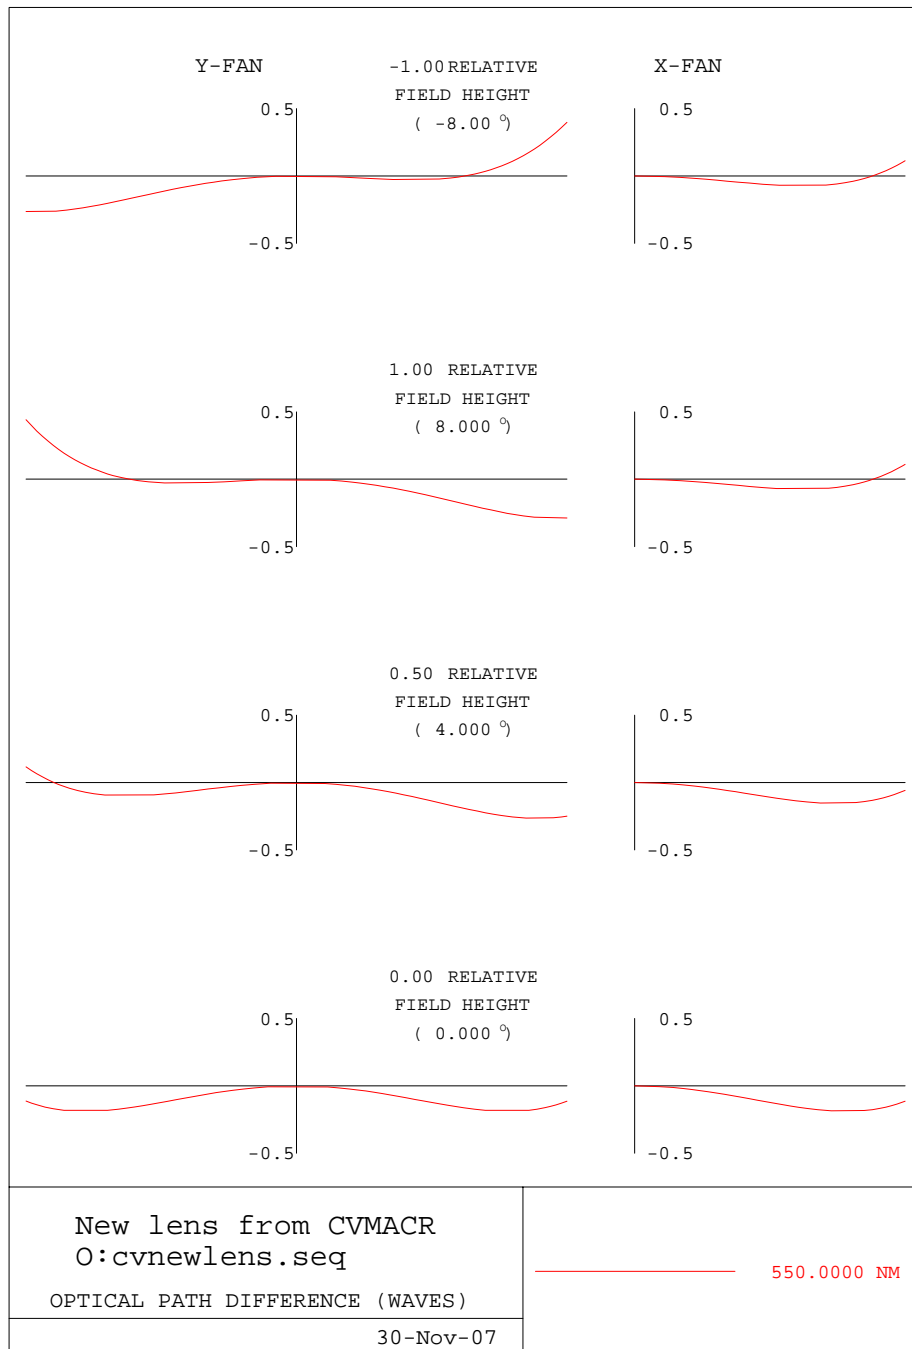 Y-FAN
-1.00 RELATIVE
FIELD HEIGHT
( -8.00 °)
X-FAN
0.5
-0.5
0.5
-0.5
1.00 RELATIVE
FIELD HEIGHT
( 8.000 °)
0.5
-0.5
0.5
-0.5
0.50 RELATIVE
FIELD HEIGHT
( 4.000 °)
0.5
-0.5
0.5
-0.5
0.00 RELATIVE
FIELD HEIGHT
( 0.000 °)
0.5
-0.5
0.5
-0.5
New lens from CVMACR
O:cvnewlens.seq
OPTICAL PATH DIFFERENCE (WAVES)
30-Nov-07
550.0000 NM